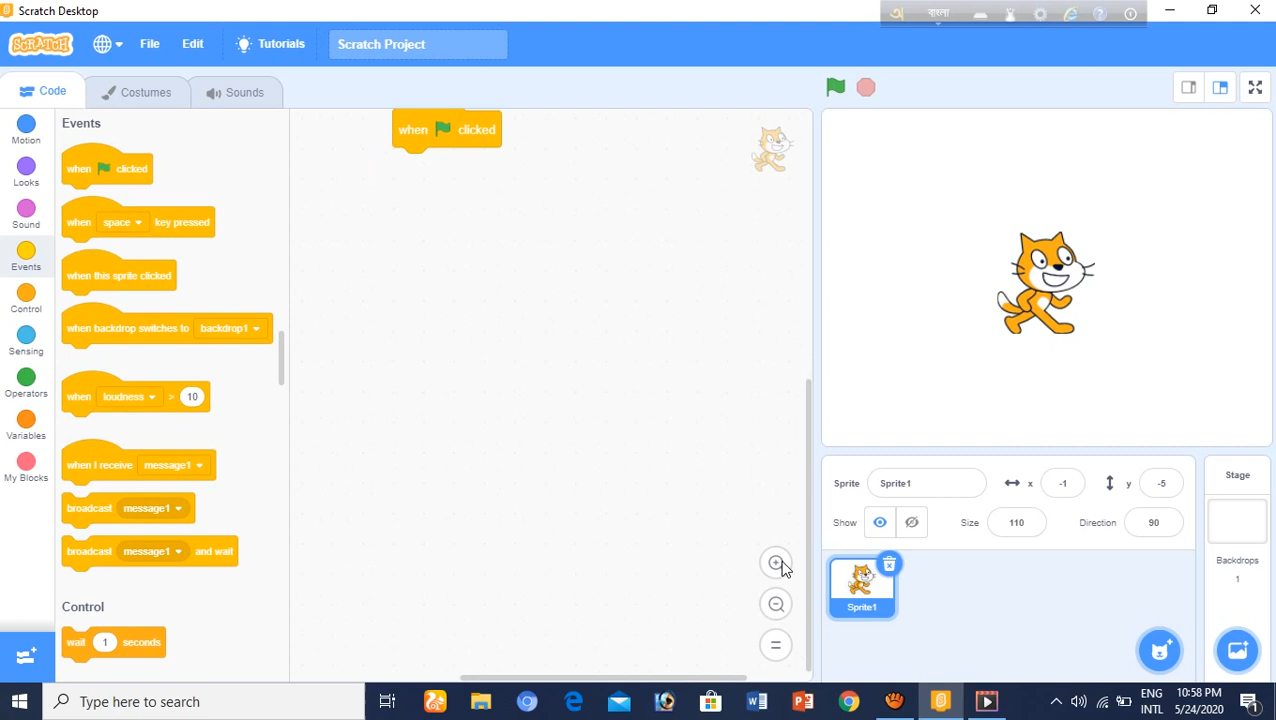 Scratch Desktop
বাংলা
SCRATCH
File
Edit
Tutorials
Scratch Project
Code
Costumes
Sounds
Motion
Looks
Sound
Events
Control
Sensing
Operators
Variables
My Blocks
Events
when clicked
when space key pressed
when this sprite clicked
when backdrop switches to backdrop1
when loudness > 10
when I receive message1
broadcast message1
broadcast message1 and wait
Control
wait 1 seconds
when clicked
Sprite Sprite1 x -1 y -5
Show Size 110 Direction 90
Sprite1
Stage
Backdrops
1
Type here to search
ENG
INTL
10:58 PM
5/24/2020
1